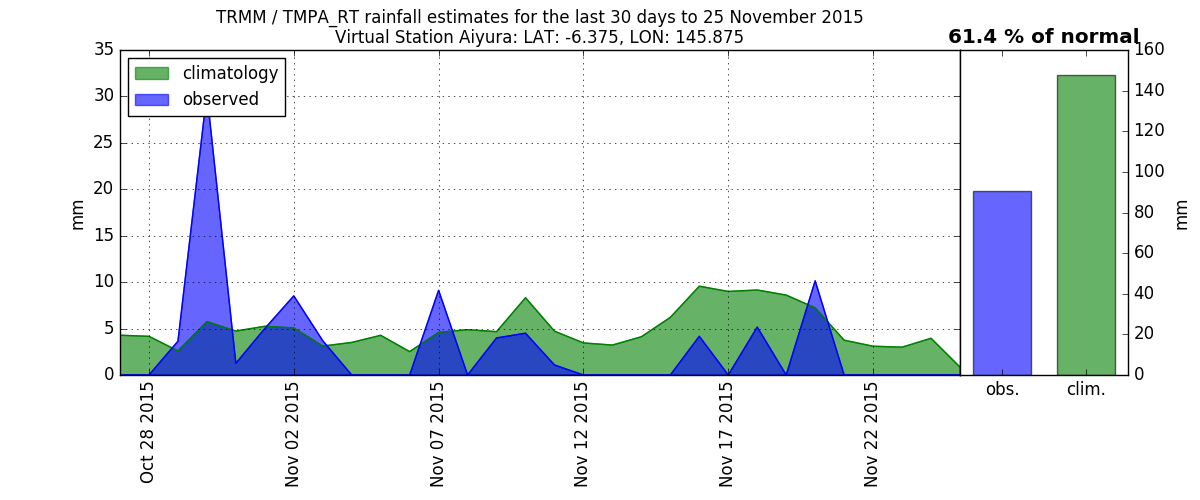 TRMM / TMPA_RT rainfall estimates for the last 30 days to 25 November 2015
Virtual Station Aiyura: LAT: -6.375, LON: 145.875
61.4 % of normal
climatology
observed
35
30
25
20
15
10
5
0
mm
Oct 28 2015
Nov 02 2015
Nov 07 2015
Nov 12 2015
Nov 17 2015
Nov 22 2015
160
140
120
100
80
60
40
20
0
mm
obs.
clim.